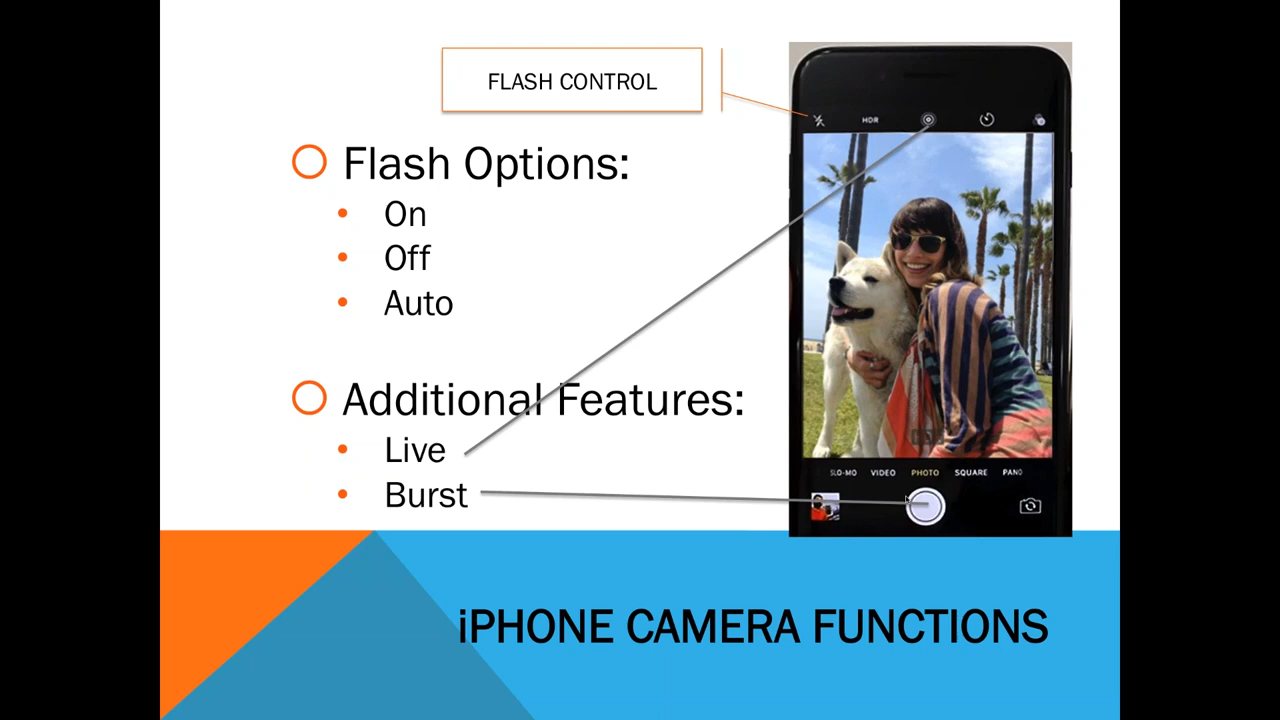 FLASH CONTROL
Flash Options:
On
Off
Auto
Additional Features:
Live
Burst
HDR
SLO-MO VIDEO PHOTO SQUARE PANO
iPHONE CAMERA FUNCTIONS